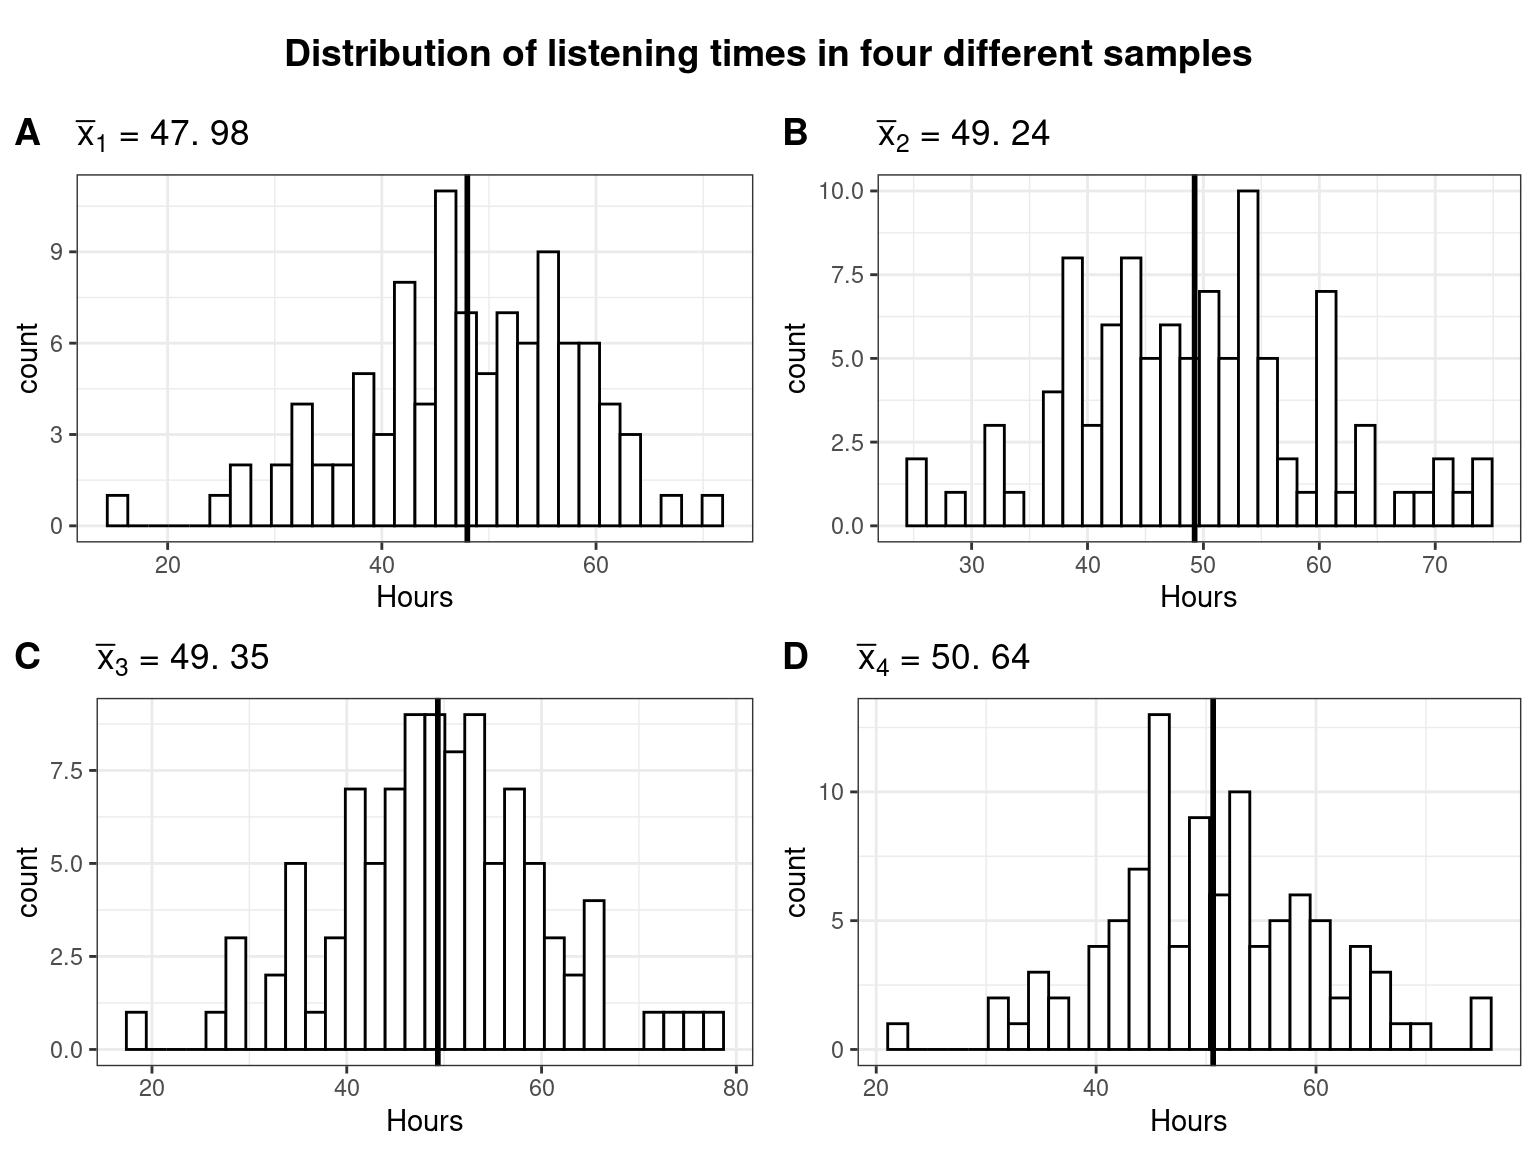 Distribution of listening times in four different samples
A x̅1 = 47. 98
9
6
3
0
count
20 40 60
Hours
B x̅2 = 49. 24
10.0
7.5
5.0
2.5
0.0
count
30 40 50 60 70
Hours
C x̅3 = 49. 35
7.5
5.0
2.5
0.0
count
20 40 60 80
Hours
D x̅4 = 50. 64
10
5
0
count
20 40 60
Hours